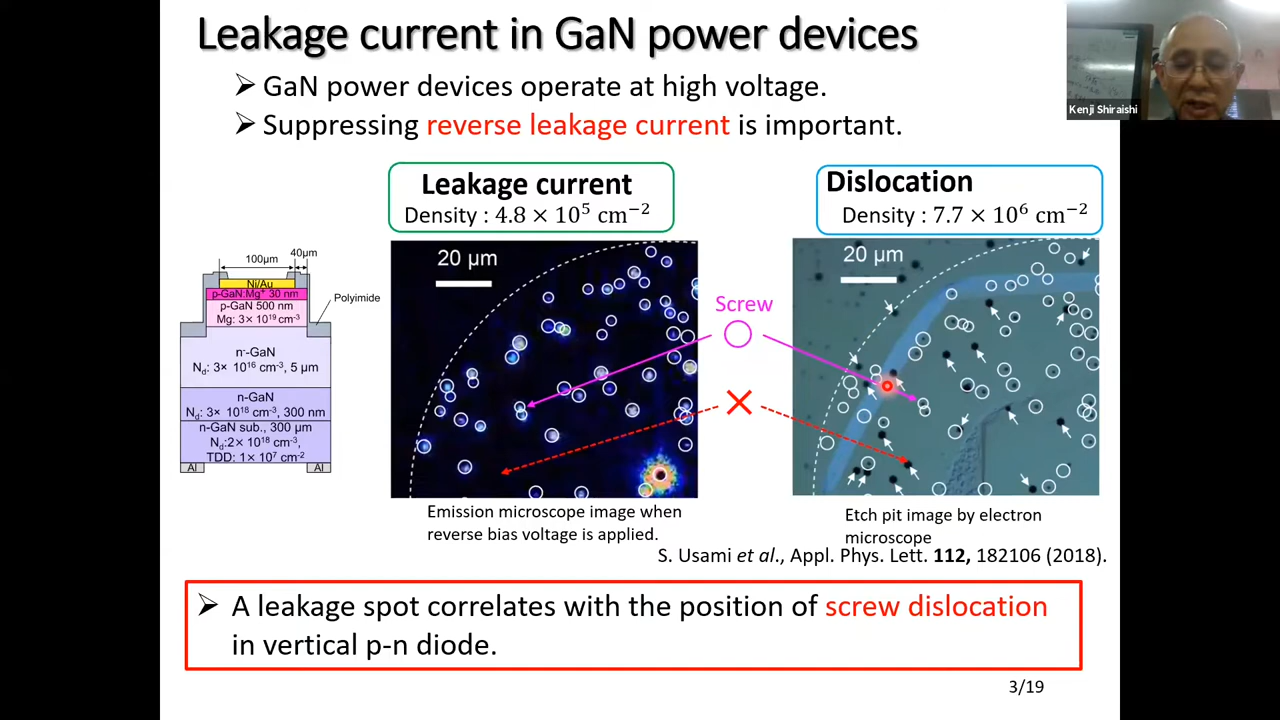 Leakage current in GaN power devices
➢ GaN power devices operate at high voltage.
➢ Suppressing reverse leakage current is important.
Kenji Shiraishi
Leakage current
Density : 4.8 × 10⁵ cm⁻²
Dislocation
Density : 7.7 × 10⁶ cm⁻²
100μm
40μm
Ni/Au
p-GaN:Mg⁺ 30 nm
p-GaN 500 nm
Mg: 3× 10¹⁹ cm⁻³
Polyimide
n⁻-GaN
N_d: 3× 10¹⁶ cm⁻³, 5 μm
n-GaN
N_d: 3× 10¹⁸ cm⁻³, 300 nm
n-GaN sub., 300 μm
N_d:2× 10¹⁸ cm⁻³,
TDD: 1× 10⁷ cm⁻²
Al
Al
20 μm
Screw
20 μm
Emission microscope image when
reverse bias voltage is applied.
Etch pit image by electron
microscope
S. Usami et al., Appl. Phys. Lett. 112, 182106 (2018).
➢ A leakage spot correlates with the position of screw dislocation
in vertical p-n diode.
3/19